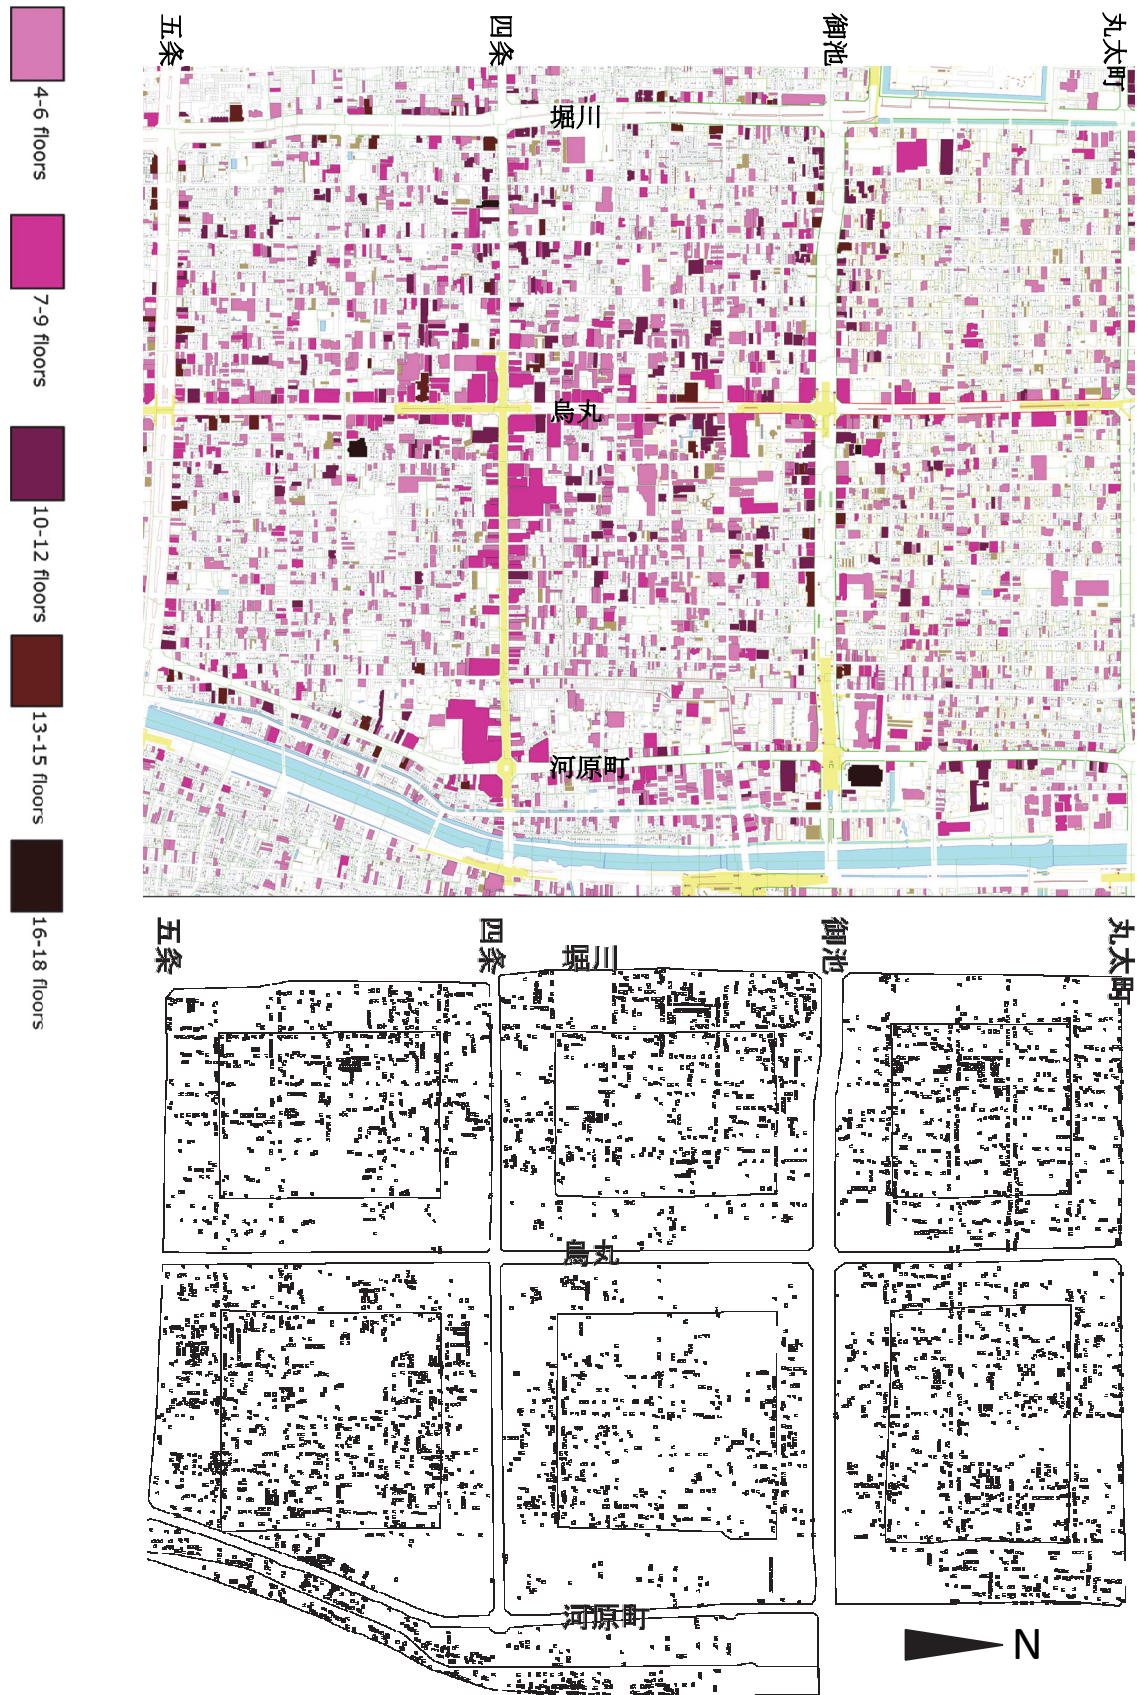 五条
四条
御池
丸太町
堀川
烏丸
河原町
4-6 floors
7-9 floors
10-12 floors
13-15 floors
16-18 floors
五条
四条
堀川
御池
丸太町
烏丸
河原町
N